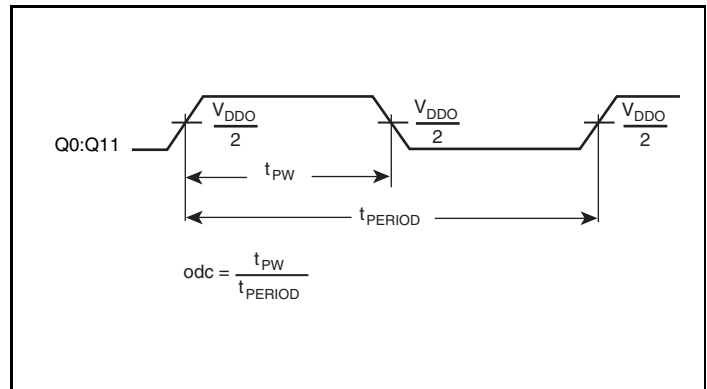 V_DDO / 2
V_DDO / 2
V_DDO / 2
Q0:Q11
t_PW
t_PERIOD
odc = t_PW / t_PERIOD